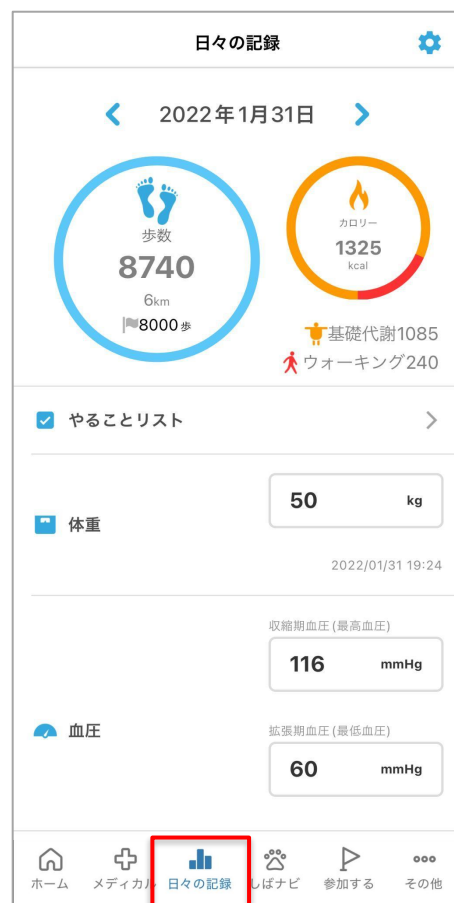 日々の記録
2022年1月31日
歩数
8740
6km
8000歩
カロリー
1325
kcal
基礎代謝1085
ウォーキング240
やることリスト
体重
50 kg
2022/01/31 19:24
血圧
収縮期血圧(最高血圧)
116 mmHg
拡張期血圧(最低血圧)
60 mmHg
ホーム メディカル 日々の記録 しばナビ 参加する その他